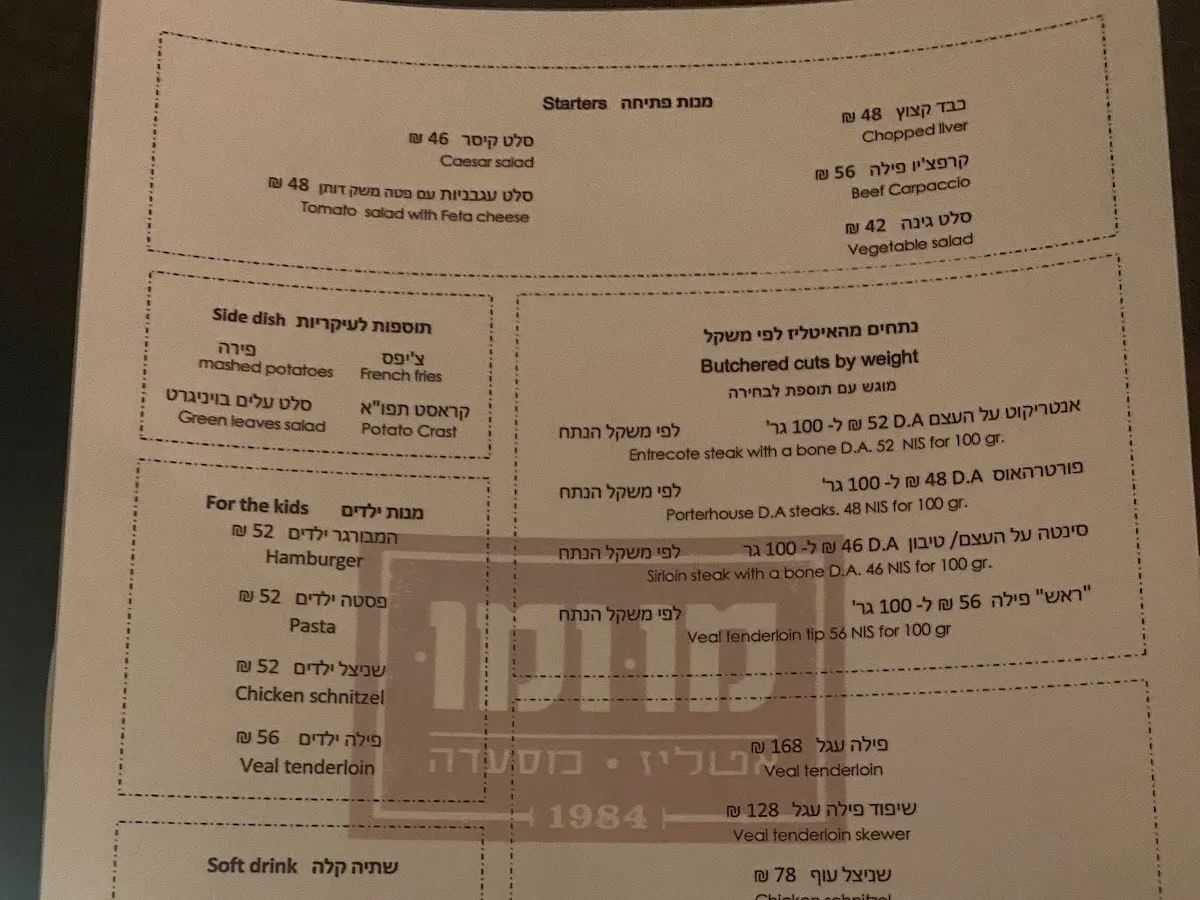 מנות פתיחה Starters
כבד קצוץ 48 ₪
Chopped liver
קרפצ'יו פילה 56 ₪
Beef Carpaccio
סלט גינה 42 ₪
Vegetable salad
סלט קיסר 46 ₪
Caesar salad
סלט עגבניות עם פטה משק דותן 48 ₪
Tomato salad with Feta cheese
נתחים מהאיטליז לפי משקל
Butchered cuts by weight
מוגש עם תוספת לבחירה
אנטריקוט על העצם D.A 52 ₪ ל- 100 גר' לפי משקל הנתח
Entrecote steak with a bone D.A. 52 NIS for 100 gr.
פורטרהאוס D.A 48 ₪ ל- 100 גר' לפי משקל הנתח
Porterhouse D.A steaks. 48 NIS for 100 gr.
סינטה על העצם/ טיבון D.A 46 ₪ ל- 100 גר לפי משקל הנתח
Sirloin steak with a bone D.A. 46 NIS for 100 gr.
"ראש" פילה 56 ₪ ל- 100 גר' לפי משקל הנתח
Veal tenderloin tip 56 NIS for 100 gr
תוספות לעיקריות Side dish
צ'יפס
French fries
פירה
mashed potatoes
קראסט תפו"א
Potato Crast
סלט עלים בויניגרט
Green leaves salad
מנות ילדים For the kids
המבורגר ילדים 52 ₪
Hamburger
פסטה ילדים 52 ₪
Pasta
שניצל ילדים 52 ₪
Chicken schnitzel
פילה ילדים 56 ₪
Veal tenderloin
פילה עגל 168 ₪
Veal tenderloin
שיפוד פילה עגל 128 ₪
Veal tenderloin skewer
שניצל עוף 78 ₪
Chicken schnitzel
שתיה קלה Soft drink
אטליז • מסעדה
1984